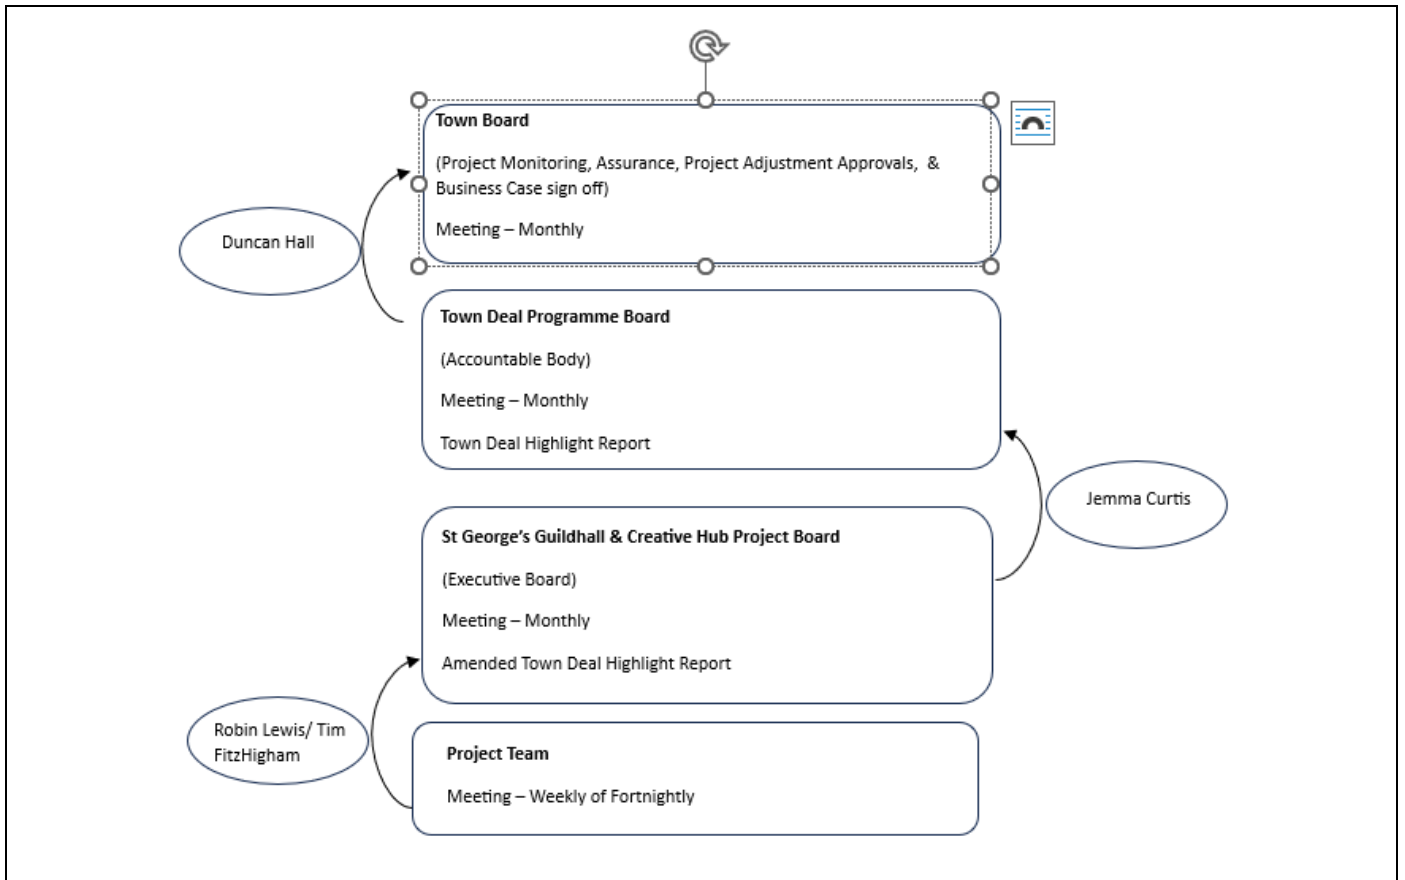 Town Board
(Project Monitoring, Assurance, Project Adjustment Approvals,  &
Business Case sign off)
Meeting – Monthly
Duncan Hall
Town Deal Programme Board
(Accountable Body)
Meeting – Monthly
Town Deal Highlight Report
Jemma Curtis
St George’s Guildhall & Creative Hub Project Board
(Executive Board)
Meeting – Monthly
Amended Town Deal Highlight Report
Robin Lewis/ Tim
FitzHigham
Project Team
Meeting – Weekly of Fortnightly